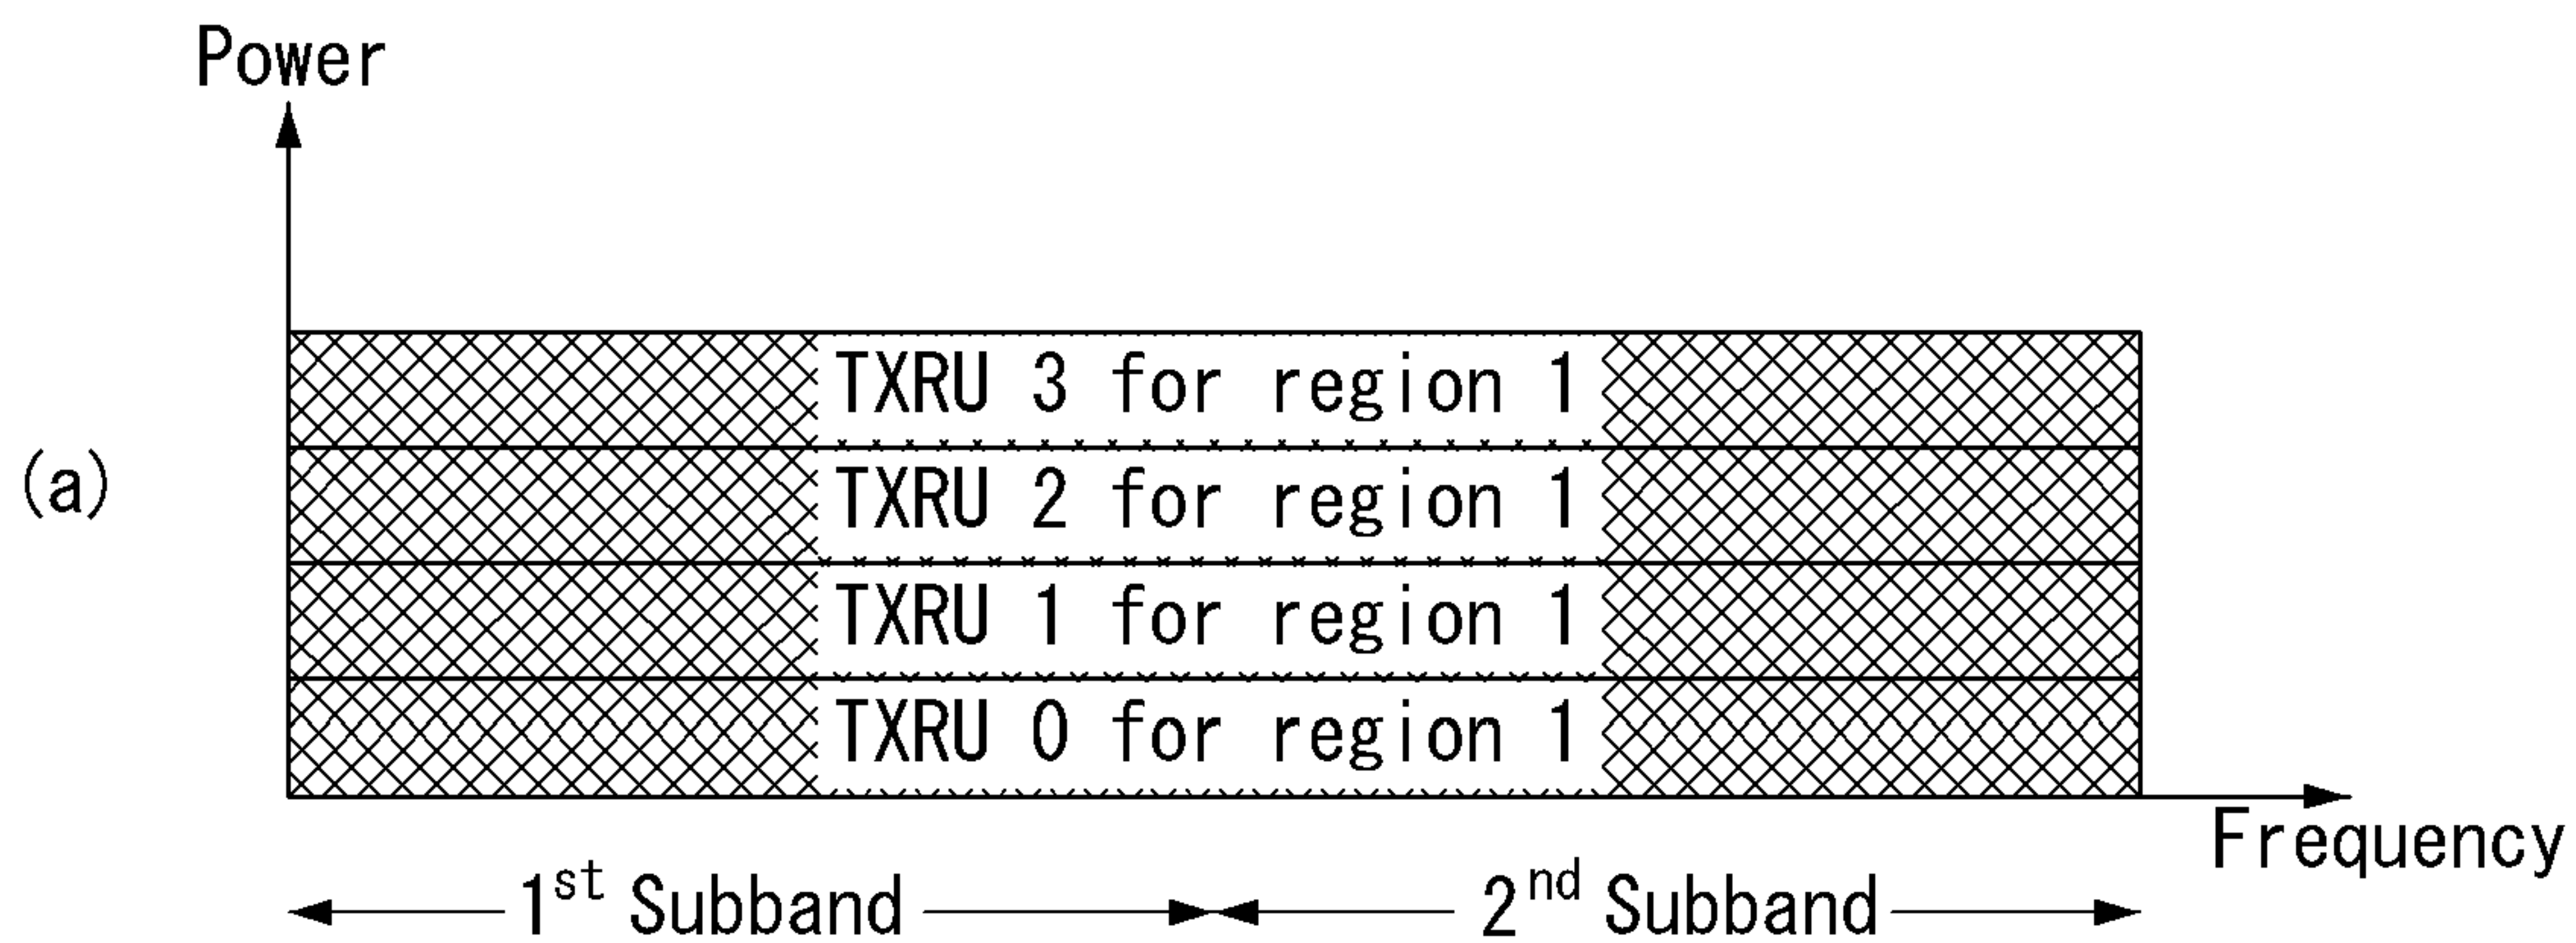 Power
(a)
TXRU 3 for region 1
TXRU 2 for region 1
TXRU 1 for region 1
TXRU 0 for region 1
Frequency
1st Subband
2nd Subband